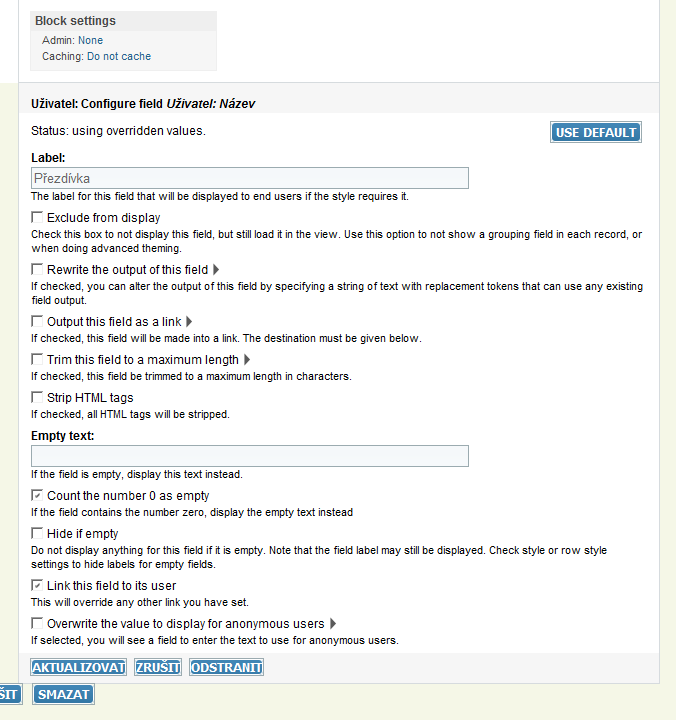 Block settings
Admin: None
Caching: Do not cache
Uživatel: Configure field Uživatel: Název
Status: using overridden values.
USE DEFAULT
Label:
Přezdívka
The label for this field that will be displayed to end users if the style requires it.
Exclude from display
Check this box to not display this field, but still load it in the view. Use this option to not show a grouping field in each record, or
when doing advanced theming.
Rewrite the output of this field
If checked, you can alter the output of this field by specifying a string of text with replacement tokens that can use any existing
field output.
Output this field as a link
If checked, this field will be made into a link. The destination must be given below.
Trim this field to a maximum length
If checked, this field be trimmed to a maximum length in characters.
Strip HTML tags
If checked, all HTML tags will be stripped.
Empty text:
If the field is empty, display this text instead.
Count the number 0 as empty
If the field contains the number zero, display the empty text instead
Hide if empty
Do not display anything for this field if it is empty. Note that the field label may still be displayed. Check style or row style
settings to hide labels for empty fields.
Link this field to its user
This will override any other link you have set.
Overwrite the value to display for anonymous users
If selected, you will see a field to enter the text to use for anonymous users.
AKTUALIZOVAT ZRUŠIT ODSTRANIT
SMAZAT